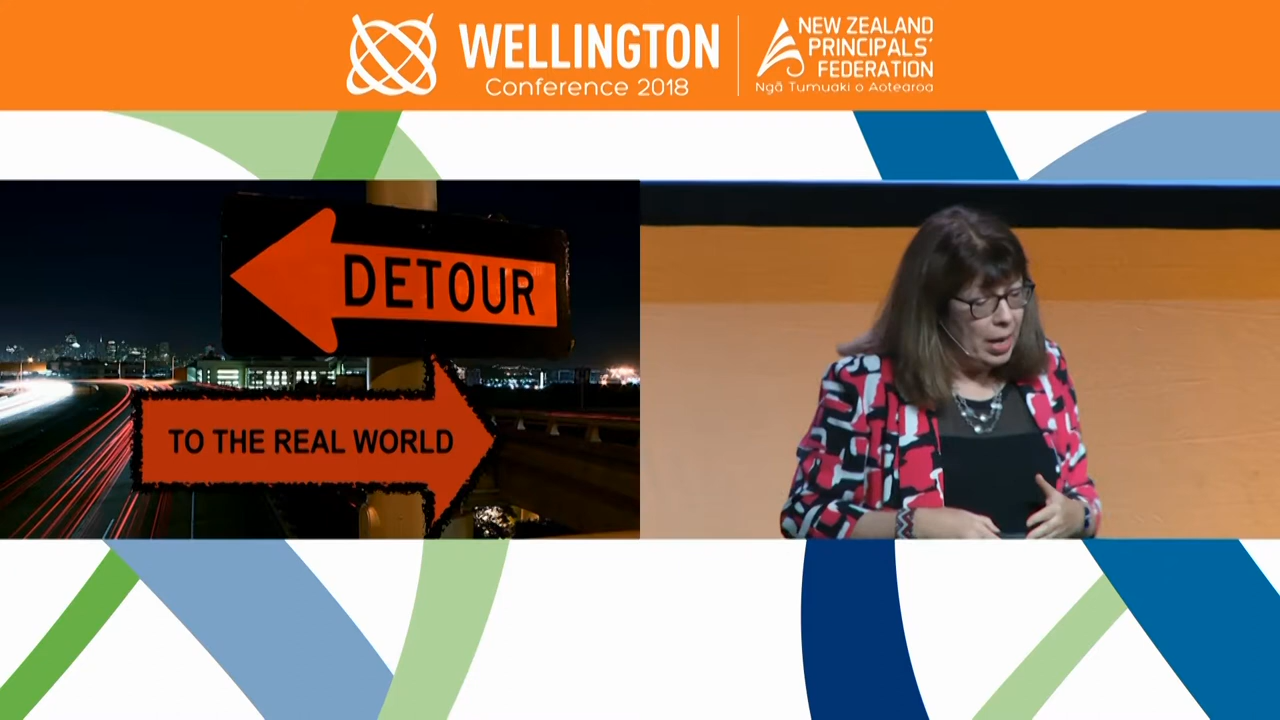 WELLINGTON
Conference 2018
NEW ZEALAND
PRINCIPALS'
FEDERATION
Ngā Tumuaki o Aotearoa
DETOUR
TO THE REAL WORLD